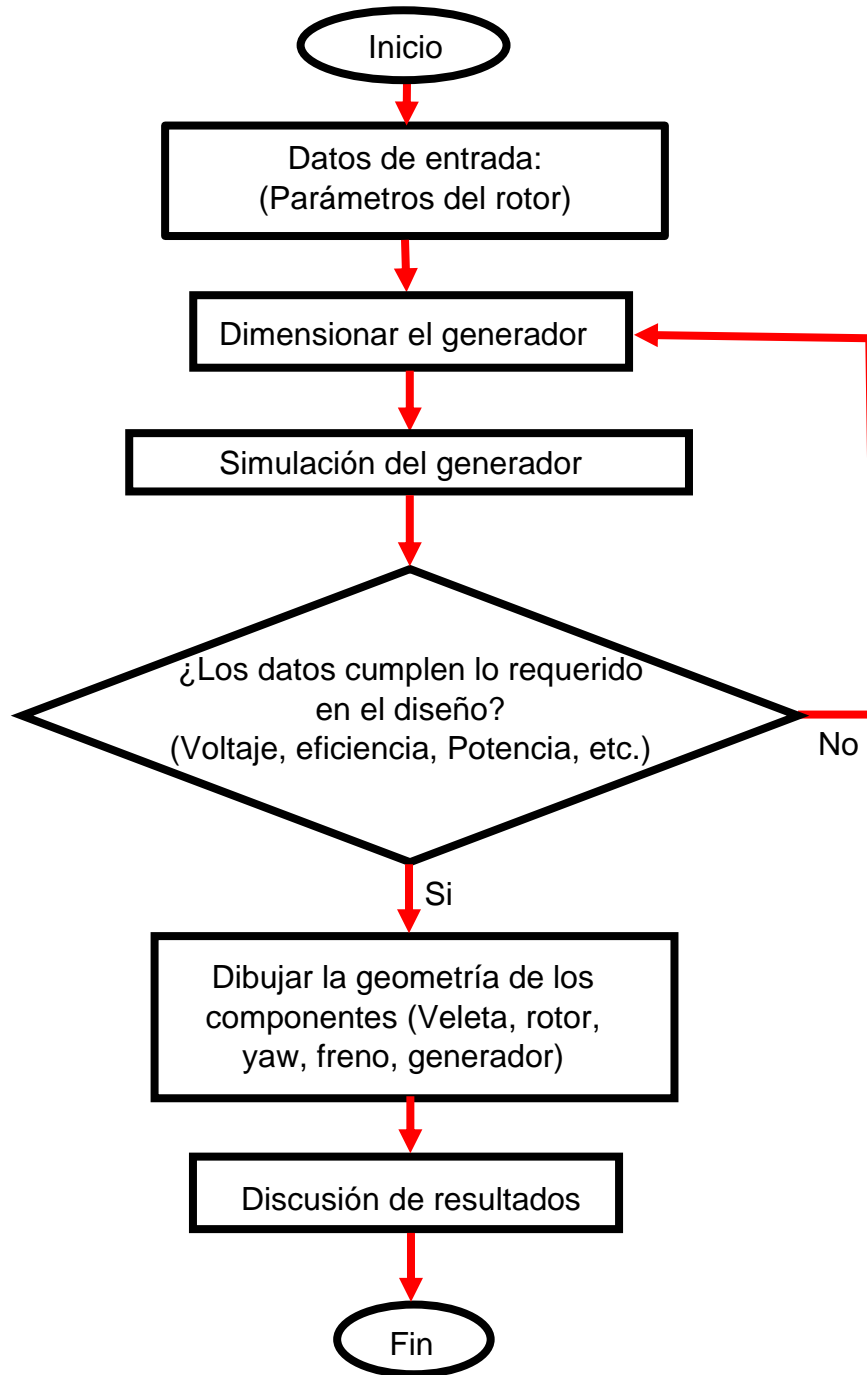 Inicio
Datos de entrada:
(Parámetros del rotor)
Dimensionar el generador
Simulación del generador
¿Los datos cumplen lo requerido
en el diseño?
(Voltaje, eficiencia, Potencia, etc.)
No
Si
Dibujar la geometría de los
componentes (Veleta, rotor,
yaw, freno, generador)
Discusión de resultados
Fin